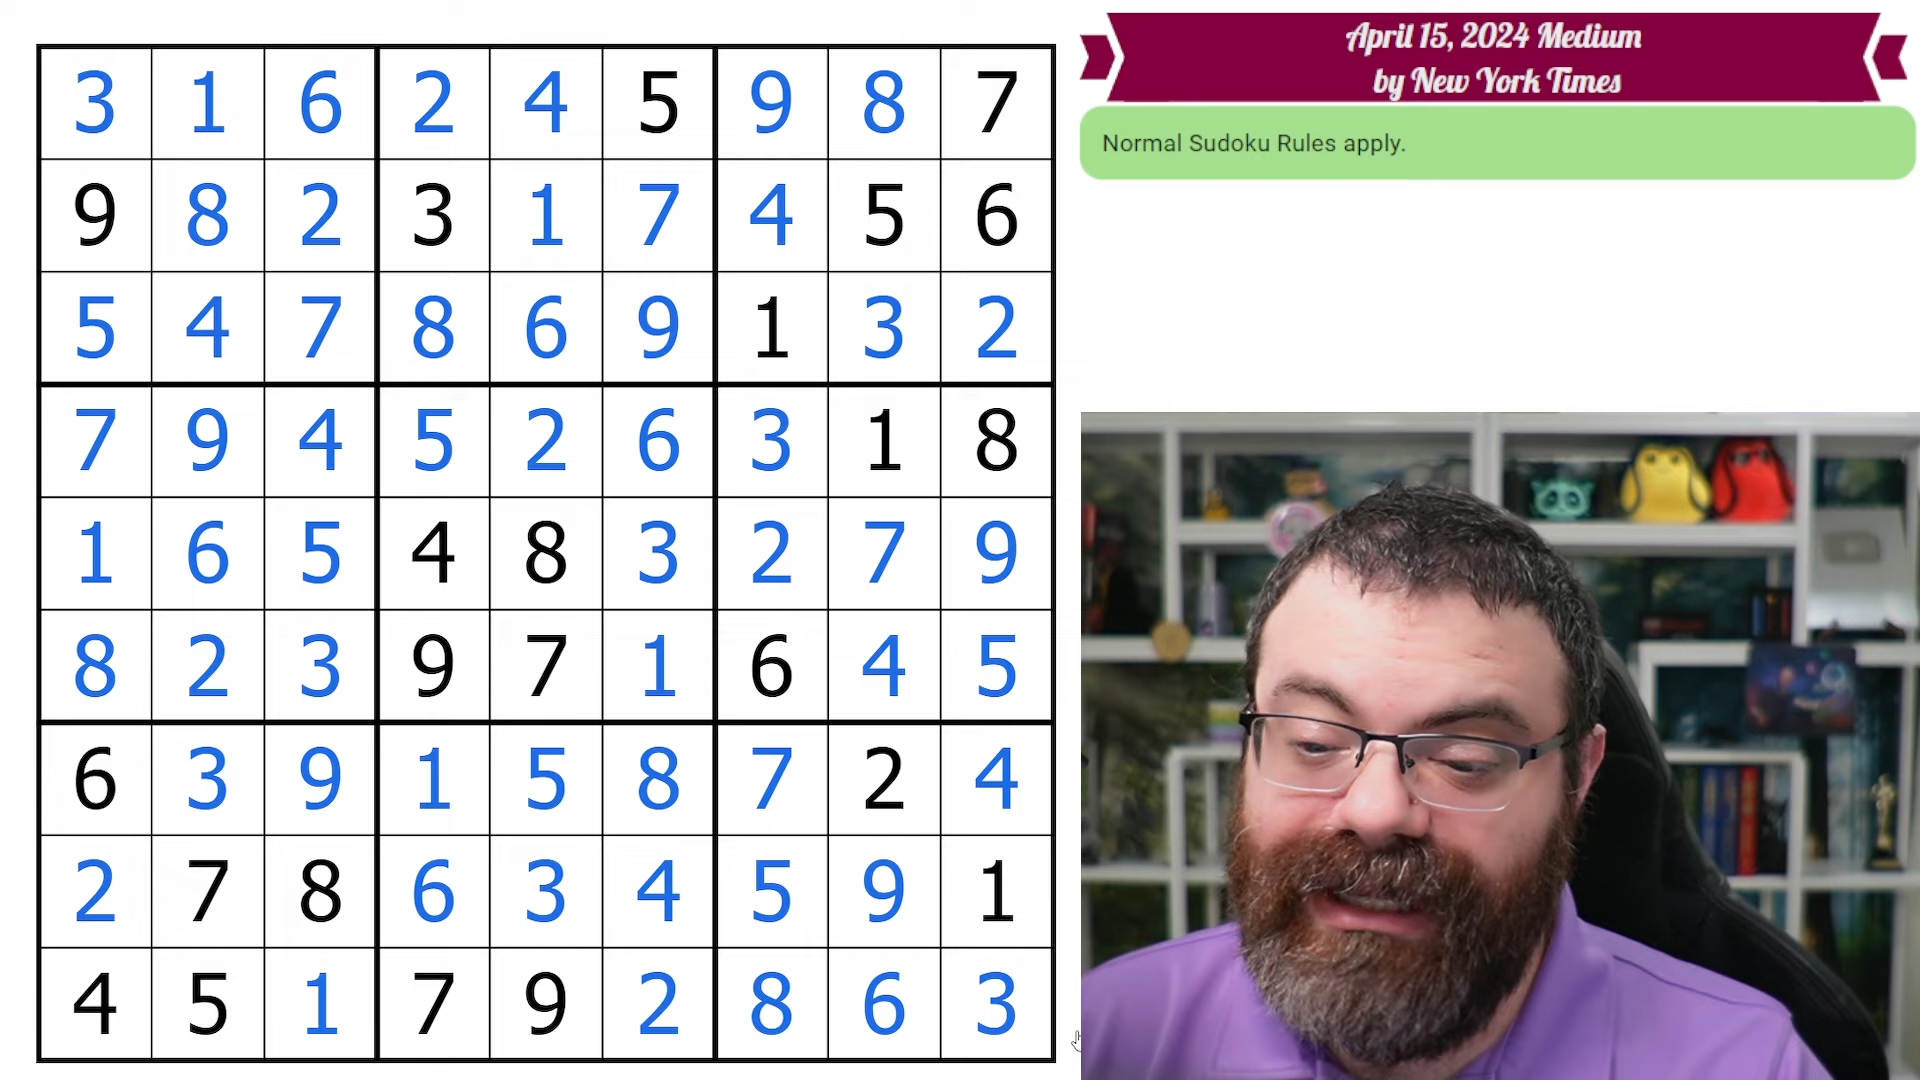 3 1 6 2 4 5 9 8 7
9 8 2 3 1 7 4 5 6
5 4 7 8 6 9 1 3 2
7 9 4 5 2 6 3 1 8
1 6 5 4 8 3 2 7 9
8 2 3 9 7 1 6 4 5
6 3 9 1 5 8 7 2 4
2 7 8 6 3 4 5 9 1
4 5 1 7 9 2 8 6 3
April 15, 2024 Medium
by New York Times
Normal Sudoku Rules apply.